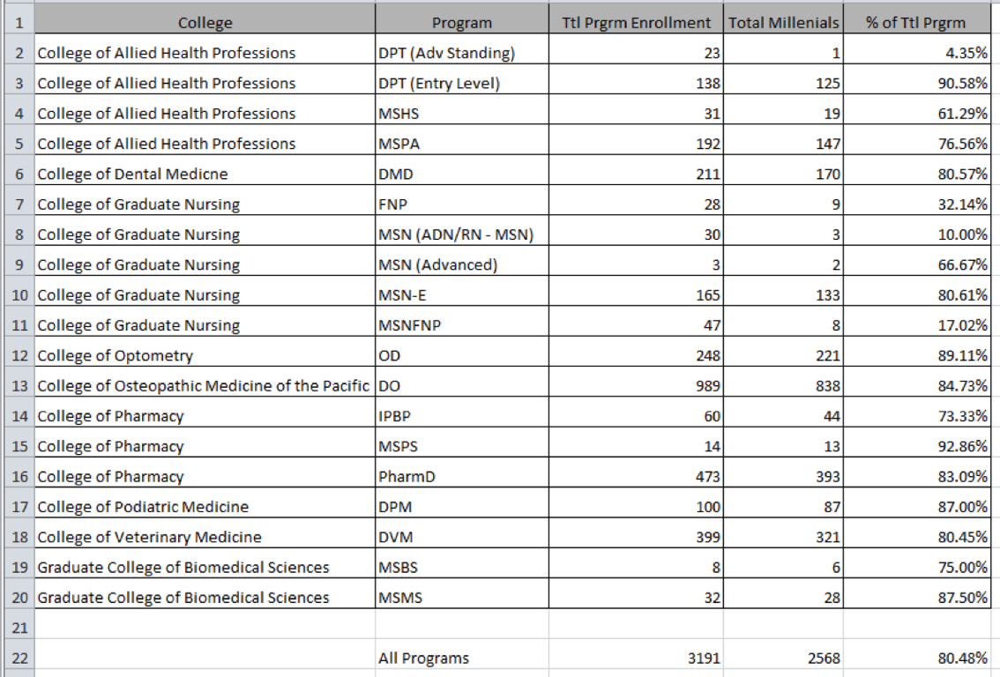 1 College Program Ttl Prgrm Enrollment Total Millenials % of Ttl Prgrm
2 College of Allied Health Professions DPT (Adv Standing) 23 1 4.35%
3 College of Allied Health Professions DPT (Entry Level) 138 125 90.58%
4 College of Allied Health Professions MSHS 31 19 61.29%
5 College of Allied Health Professions MSPA 192 147 76.56%
6 College of Dental Medicne DMD 211 170 80.57%
7 College of Graduate Nursing FNP 28 9 32.14%
8 College of Graduate Nursing MSN (ADN/RN - MSN) 30 3 10.00%
9 College of Graduate Nursing MSN (Advanced) 3 2 66.67%
10 College of Graduate Nursing MSN-E 165 133 80.61%
11 College of Graduate Nursing MSNFNP 47 8 17.02%
12 College of Optometry OD 248 221 89.11%
13 College of Osteopathic Medicine of the Pacific DO 989 838 84.73%
14 College of Pharmacy IPBP 60 44 73.33%
15 College of Pharmacy MSPS 14 13 92.86%
16 College of Pharmacy PharmD 473 393 83.09%
17 College of Podiatric Medicine DPM 100 87 87.00%
18 College of Veterinary Medicine DVM 399 321 80.45%
19 Graduate College of Biomedical Sciences MSBS 8 6 75.00%
20 Graduate College of Biomedical Sciences MSMS 32 28 87.50%
21
22 All Programs 3191 2568 80.48%